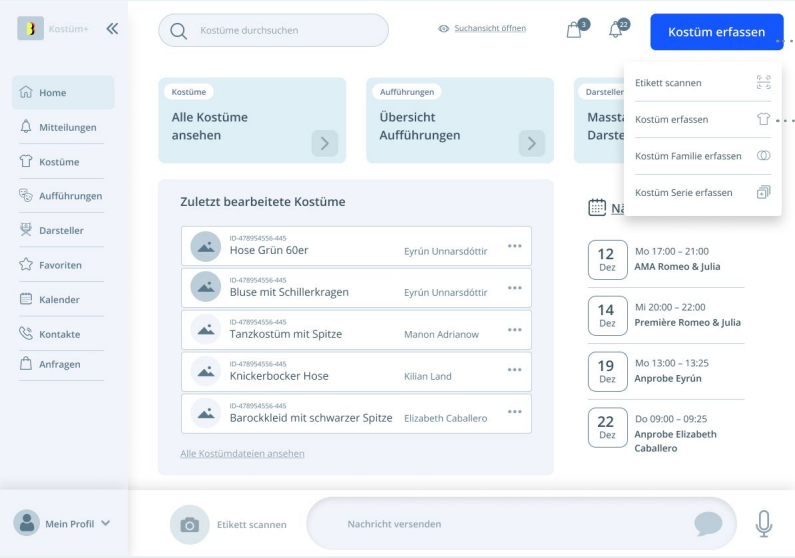 Kostüm+
Kostüme durchsuchen
Suchansicht öffnen
3
22
Kostüm erfassen
Etikett scannen
Kostüm erfassen
Kostüm Familie erfassen
Kostüm Serie erfassen
Home
Mitteilungen
Kostüme
Aufführungen
Darsteller
Favoriten
Kalender
Kontakte
Anfragen
Mein Profil
Kostüme
Alle Kostüme
ansehen
Aufführungen
Übersicht
Aufführungen
Darsteller
Massta
Darste
Zuletzt bearbeitete Kostüme
ID-478954556-445
Hose Grün 60er
Eyrún Unnarsdóttir
ID-478954556-445
Bluse mit Schillerkragen
Eyrún Unnarsdóttir
ID-478954556-445
Tanzkostüm mit Spitze
Manon Adrianow
ID-478954556-445
Knickerbocker Hose
Kilian Land
ID-478954556-445
Barockkleid mit schwarzer Spitze
Elizabeth Caballero
Alle Kostümdateien ansehen
Nä
12
Dez
Mo 17:00 – 21:00
AMA Romeo & Julia
14
Dez
Mi 20:00 – 22:00
Première Romeo & Julia
19
Dez
Mo 13:00 – 13:25
Anprobe Eyrún
22
Dez
Do 09:00 – 09:25
Anprobe Elizabeth
Caballero
Etikett scannen
Nachricht versenden